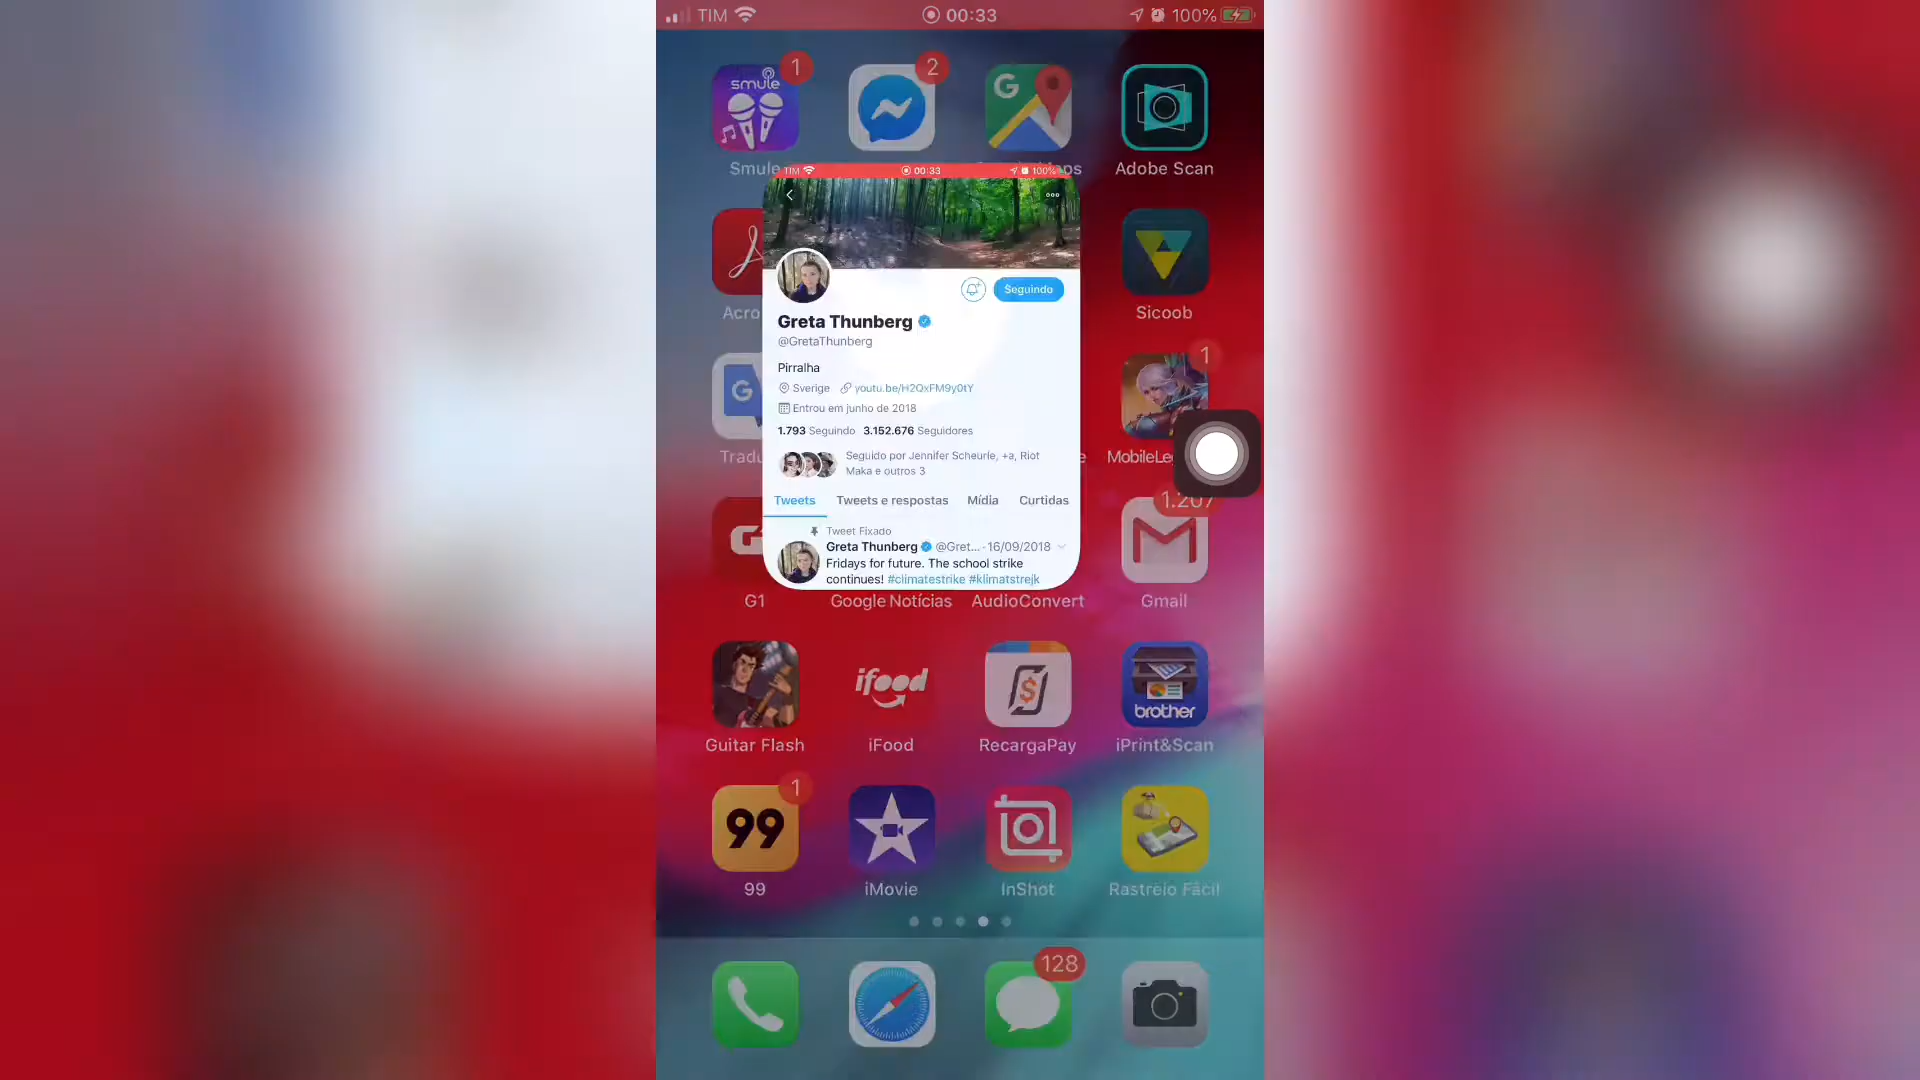 TIM 00:33 100%
1 2
smule G
Smule ps Adobe Scan
TIM 00:33 100%
Seguindo
Greta Thunberg
@GretaThunberg
Pirralha
Sverige youtu.be/H2QxFM9y0tY
Entrou em junho de 2018
1.793 Seguindo 3.152.676 Seguidores
Seguido por Jennifer Scheurle, +a, Riot
Maka e outros 3
Tweets Tweets e respostas Mídia Curtidas
Tweet Fixado
Greta Thunberg @Gret... · 16/09/2018
Fridays for future. The school strike
continues! #climatestrike #klimatstrejk
Acro Sicoob
1
G
Tradu e MobileLe
1.207
G
G1 Google Notícias AudioConvert Gmail
ifood $ brother
Guitar Flash iFood RecargaPay iPrint&Scan
1
99
99 iMovie InShot Rastreio Fácil
128